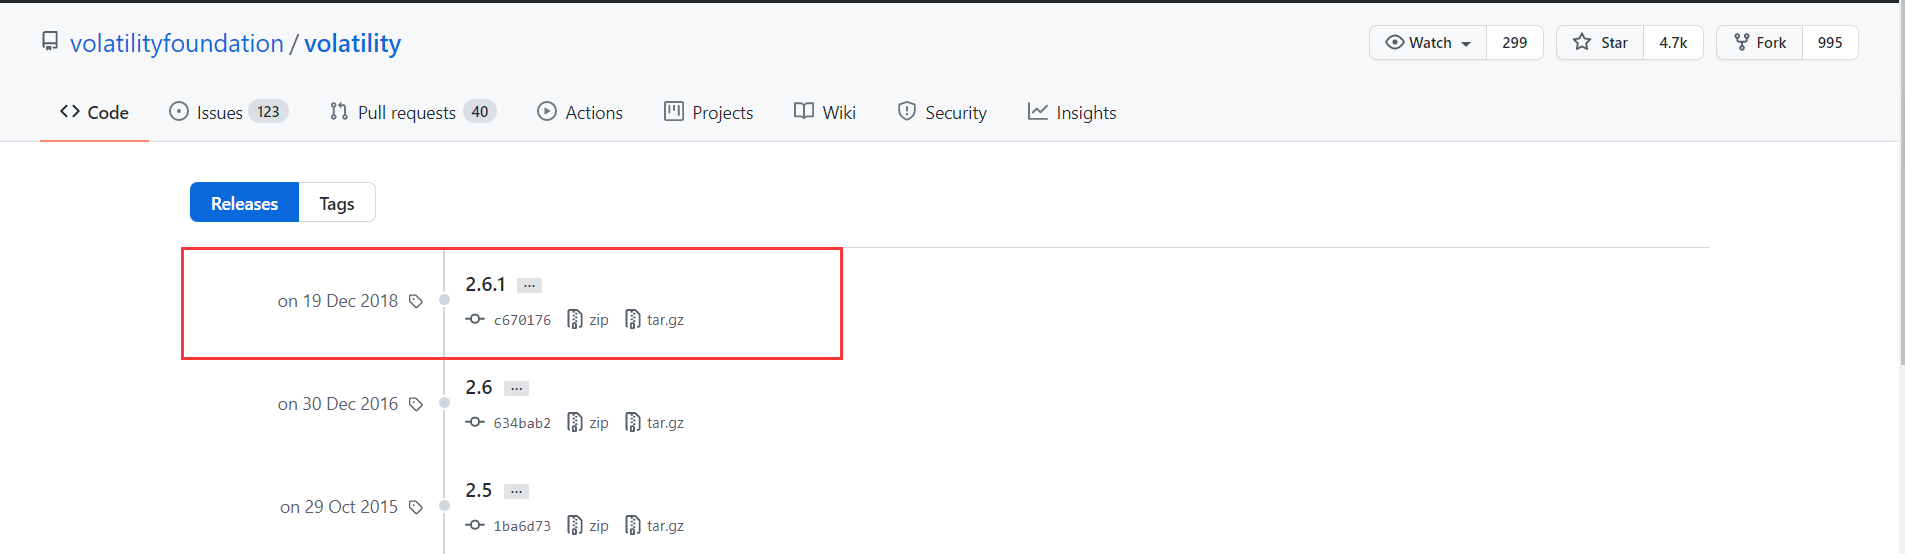 volatilityfoundation / volatility
Watch 299 Star 4.7k Fork 995
Code Issues 123 Pull requests 40 Actions Projects Wiki Security Insights
Releases Tags
2.6.1 ...
on 19 Dec 2018
c670176 zip tar.gz
2.6 ...
on 30 Dec 2016
634bab2 zip tar.gz
2.5 ...
on 29 Oct 2015
1ba6d73 zip tar.gz